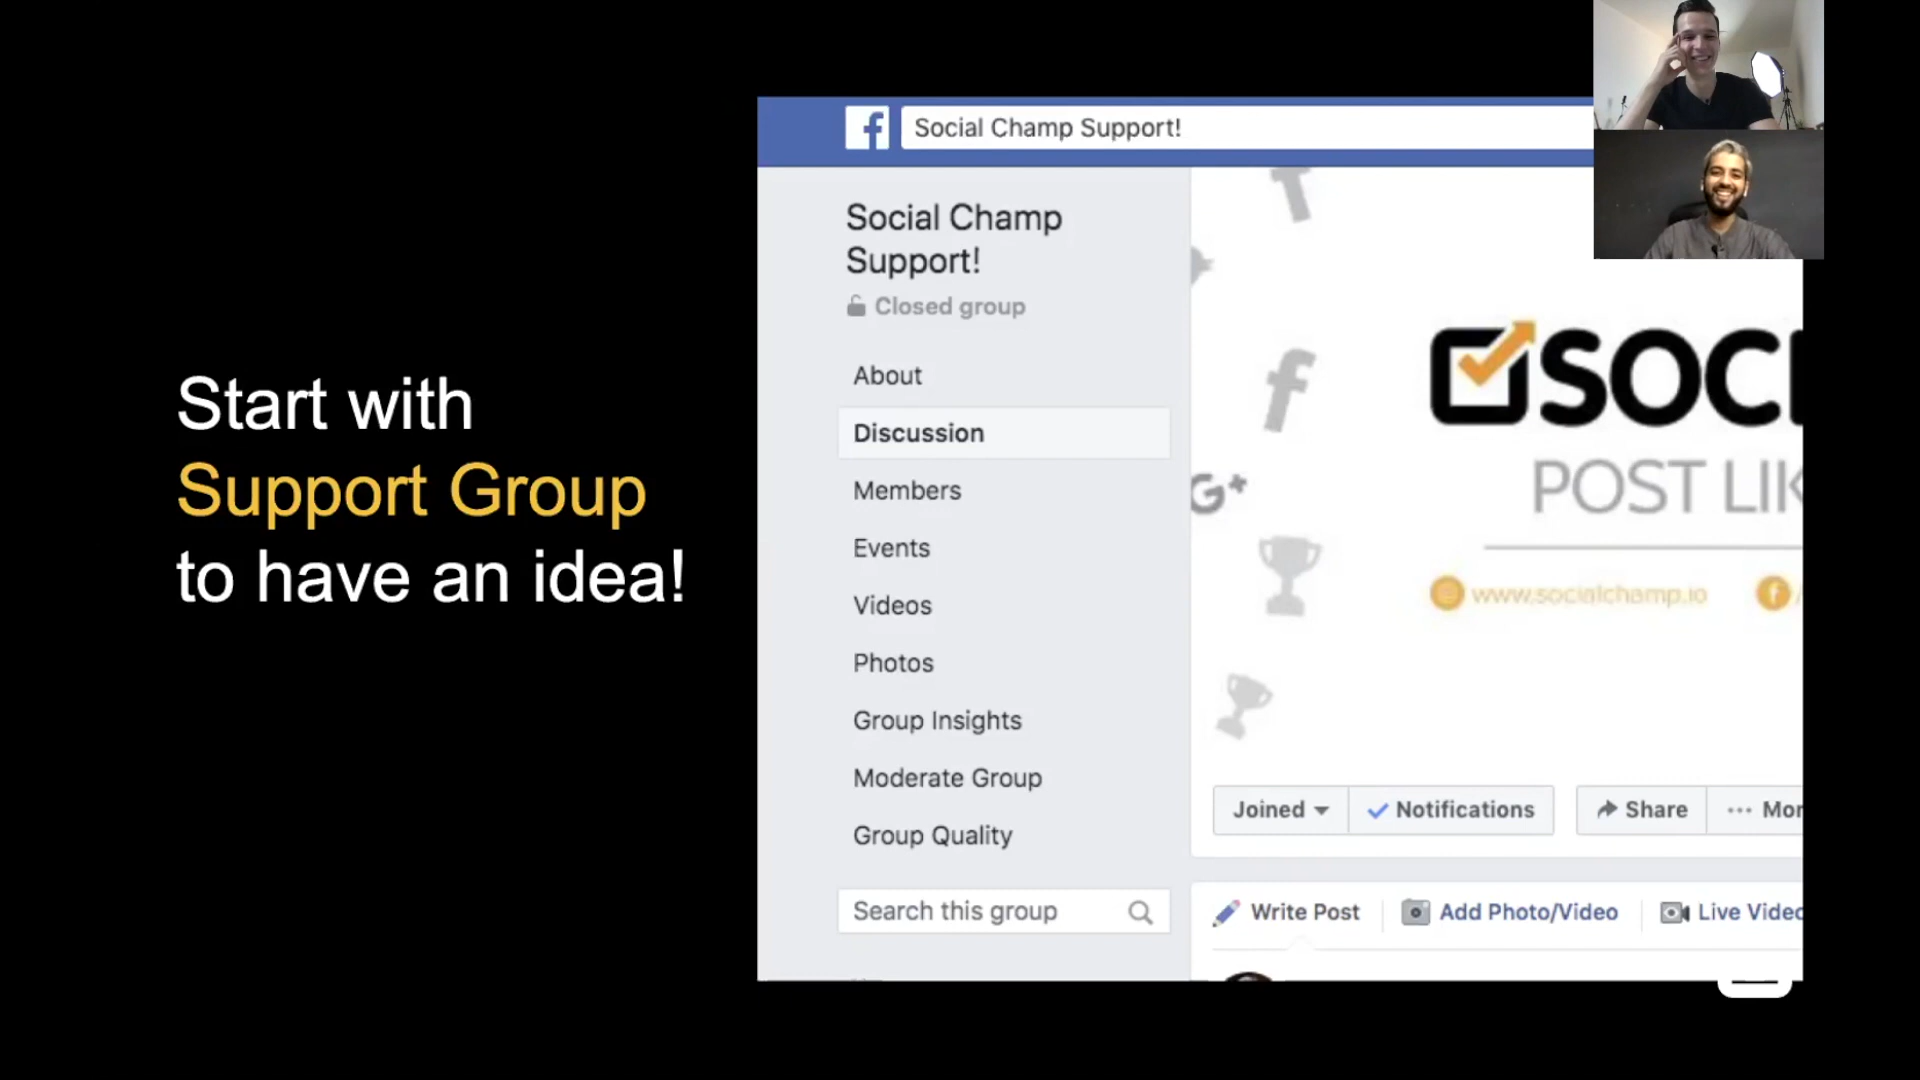 Start with
Support Group
to have an idea!
Social Champ Support!
Social Champ
Support!
Closed group
About
Discussion
Members
Events
Videos
Photos
Group Insights
Moderate Group
Group Quality
Search this group
SOCI
POST LIK
www.socialchamp.io
Joined
Notifications
Share
Mor
Write Post
Add Photo/Video
Live Video